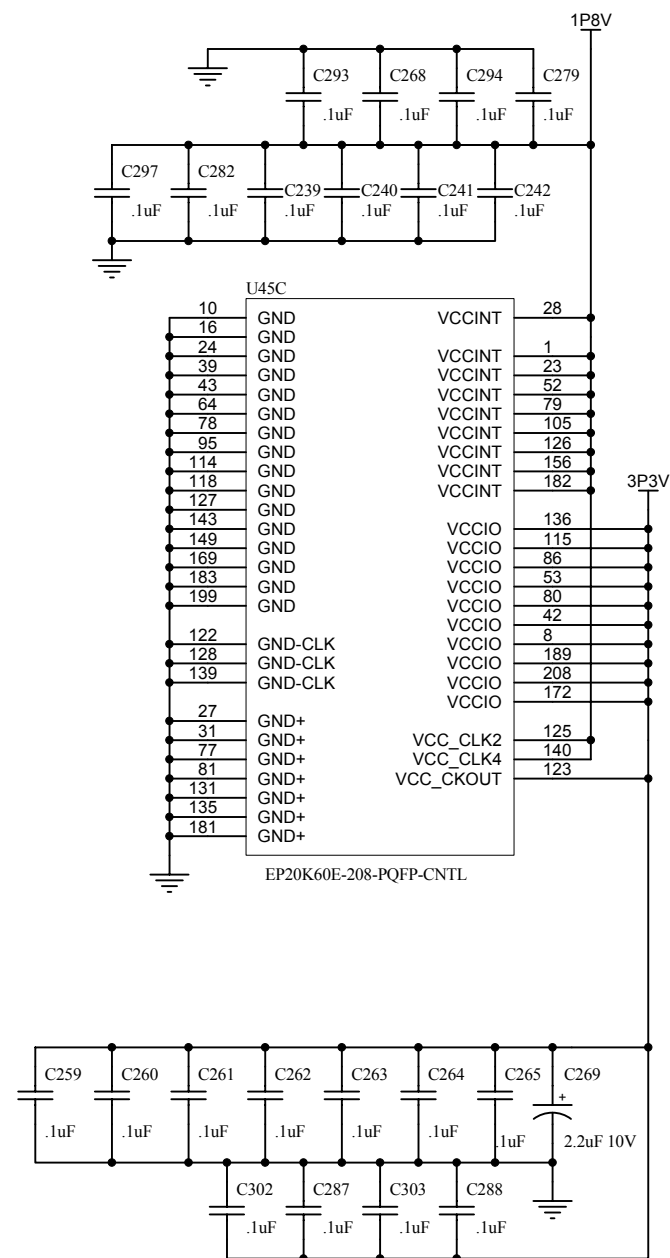 1P8V
C293 C268 C294 C279
.1uF .1uF .1uF .1uF
C297 C282 C239 C240 C241 C242
.1uF .1uF .1uF .1uF .1uF .1uF
U45C
10 GND VCCINT 28
16 GND
24 GND VCCINT 1
39 GND VCCINT 23
43 GND VCCINT 52
64 GND VCCINT 79
78 GND VCCINT 105
95 GND VCCINT 126
114 GND VCCINT 156
118 GND VCCINT 182
3P3V
127 GND
143 GND VCCIO 136
149 GND VCCIO 115
169 GND VCCIO 86
183 GND VCCIO 53
199 GND VCCIO 80
VCCIO 42
122 GND-CLK VCCIO 8
128 GND-CLK VCCIO 189
139 GND-CLK VCCIO 208
VCCIO 172
27 GND+
31 GND+ VCC_CLK2 125
77 GND+ VCC_CLK4 140
81 GND+ VCC_CKOUT 123
131 GND+
135 GND+
181 GND+
EP20K60E-208-PQFP-CNTL
C259 C260 C261 C262 C263 C264 C265 C269
+
.1uF .1uF .1uF .1uF .1uF .1uF .1uF 2.2uF 10V
C302 C287 C303 C288
.1uF .1uF .1uF .1uF